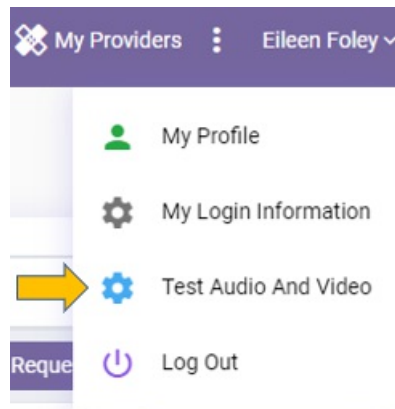 My Providers Eileen Foley
My Profile
My Login Information
Test Audio And Video
Reque
Log Out